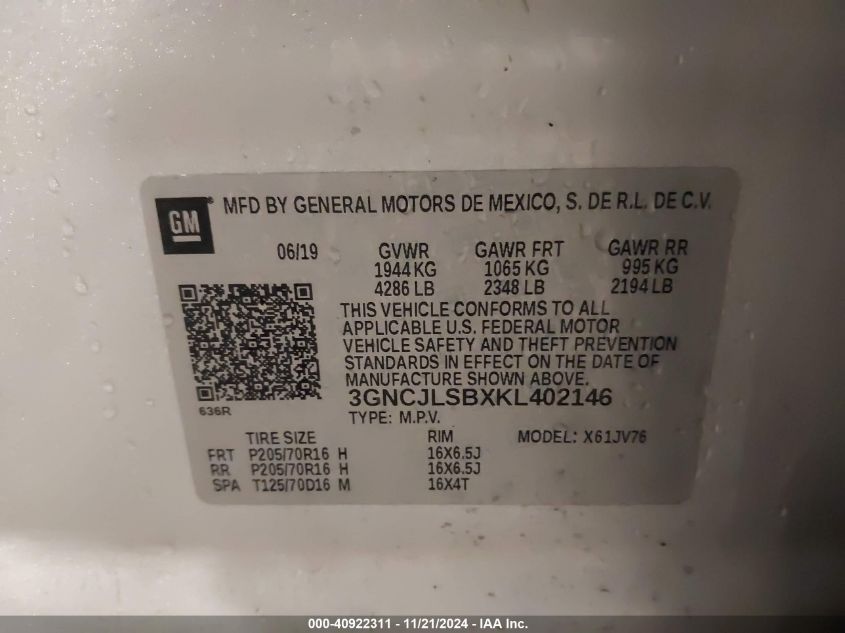 GM® MFD BY GENERAL MOTORS DE MEXICO, S. DE R.L. DE C.V.
06/19 GVWR GAWR FRT GAWR RR
1944 KG 1065 KG 995 KG
4286 LB 2348 LB 2194 LB
THIS VEHICLE CONFORMS TO ALL
APPLICABLE U.S. FEDERAL MOTOR
VEHICLE SAFETY AND THEFT PREVENTION
STANDARDS IN EFFECT ON THE DATE OF
MANUFACTURE SHOWN ABOVE.
3GNCJLSBXKL402146
636R
TYPE: M.P.V.
TIRE SIZE RIM MODEL: X61JV76
FRT P205/70R16 H 16X6.5J
RR P205/70R16 H 16X6.5J
SPA T125/70D16 M 16X4T
000-40922311 - 11/21/2024 - IAA Inc.